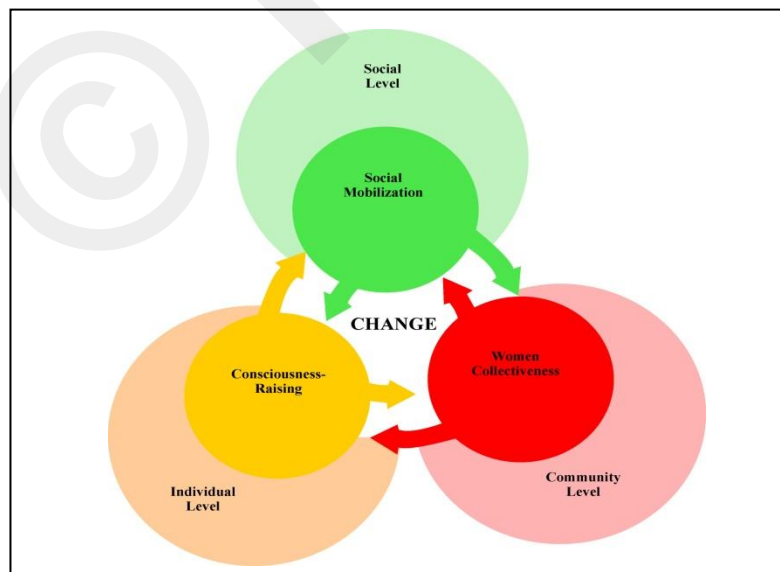 Social
Level
Social
Mobilization
CHANGE
Consciousness-
Raising
Women
Collectiveness
Individual
Level
Community
Level